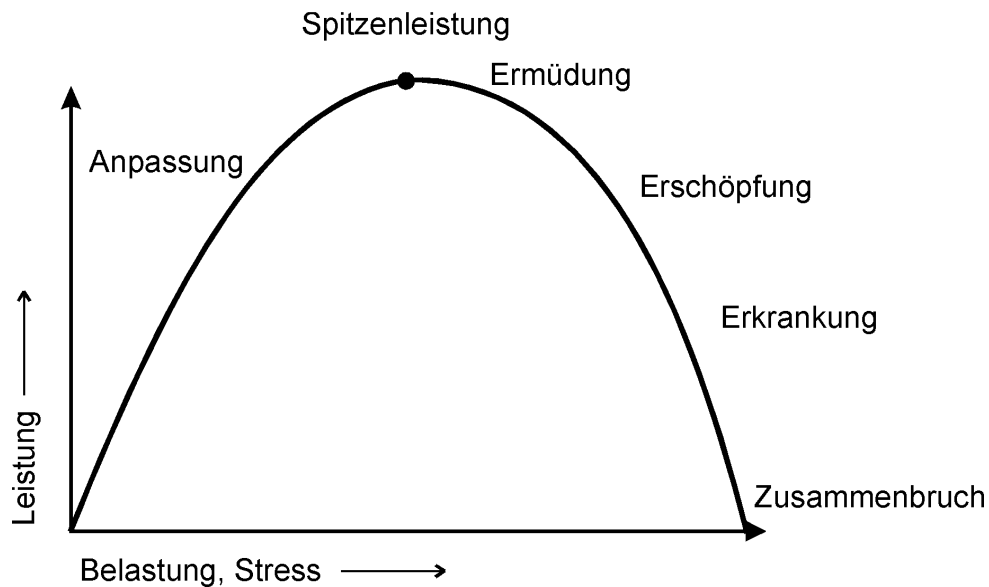 Spitzenleistung
Ermüdung
Anpassung
Erschöpfung
Erkrankung
Zusammenbruch
Leistung
Belastung, Stress